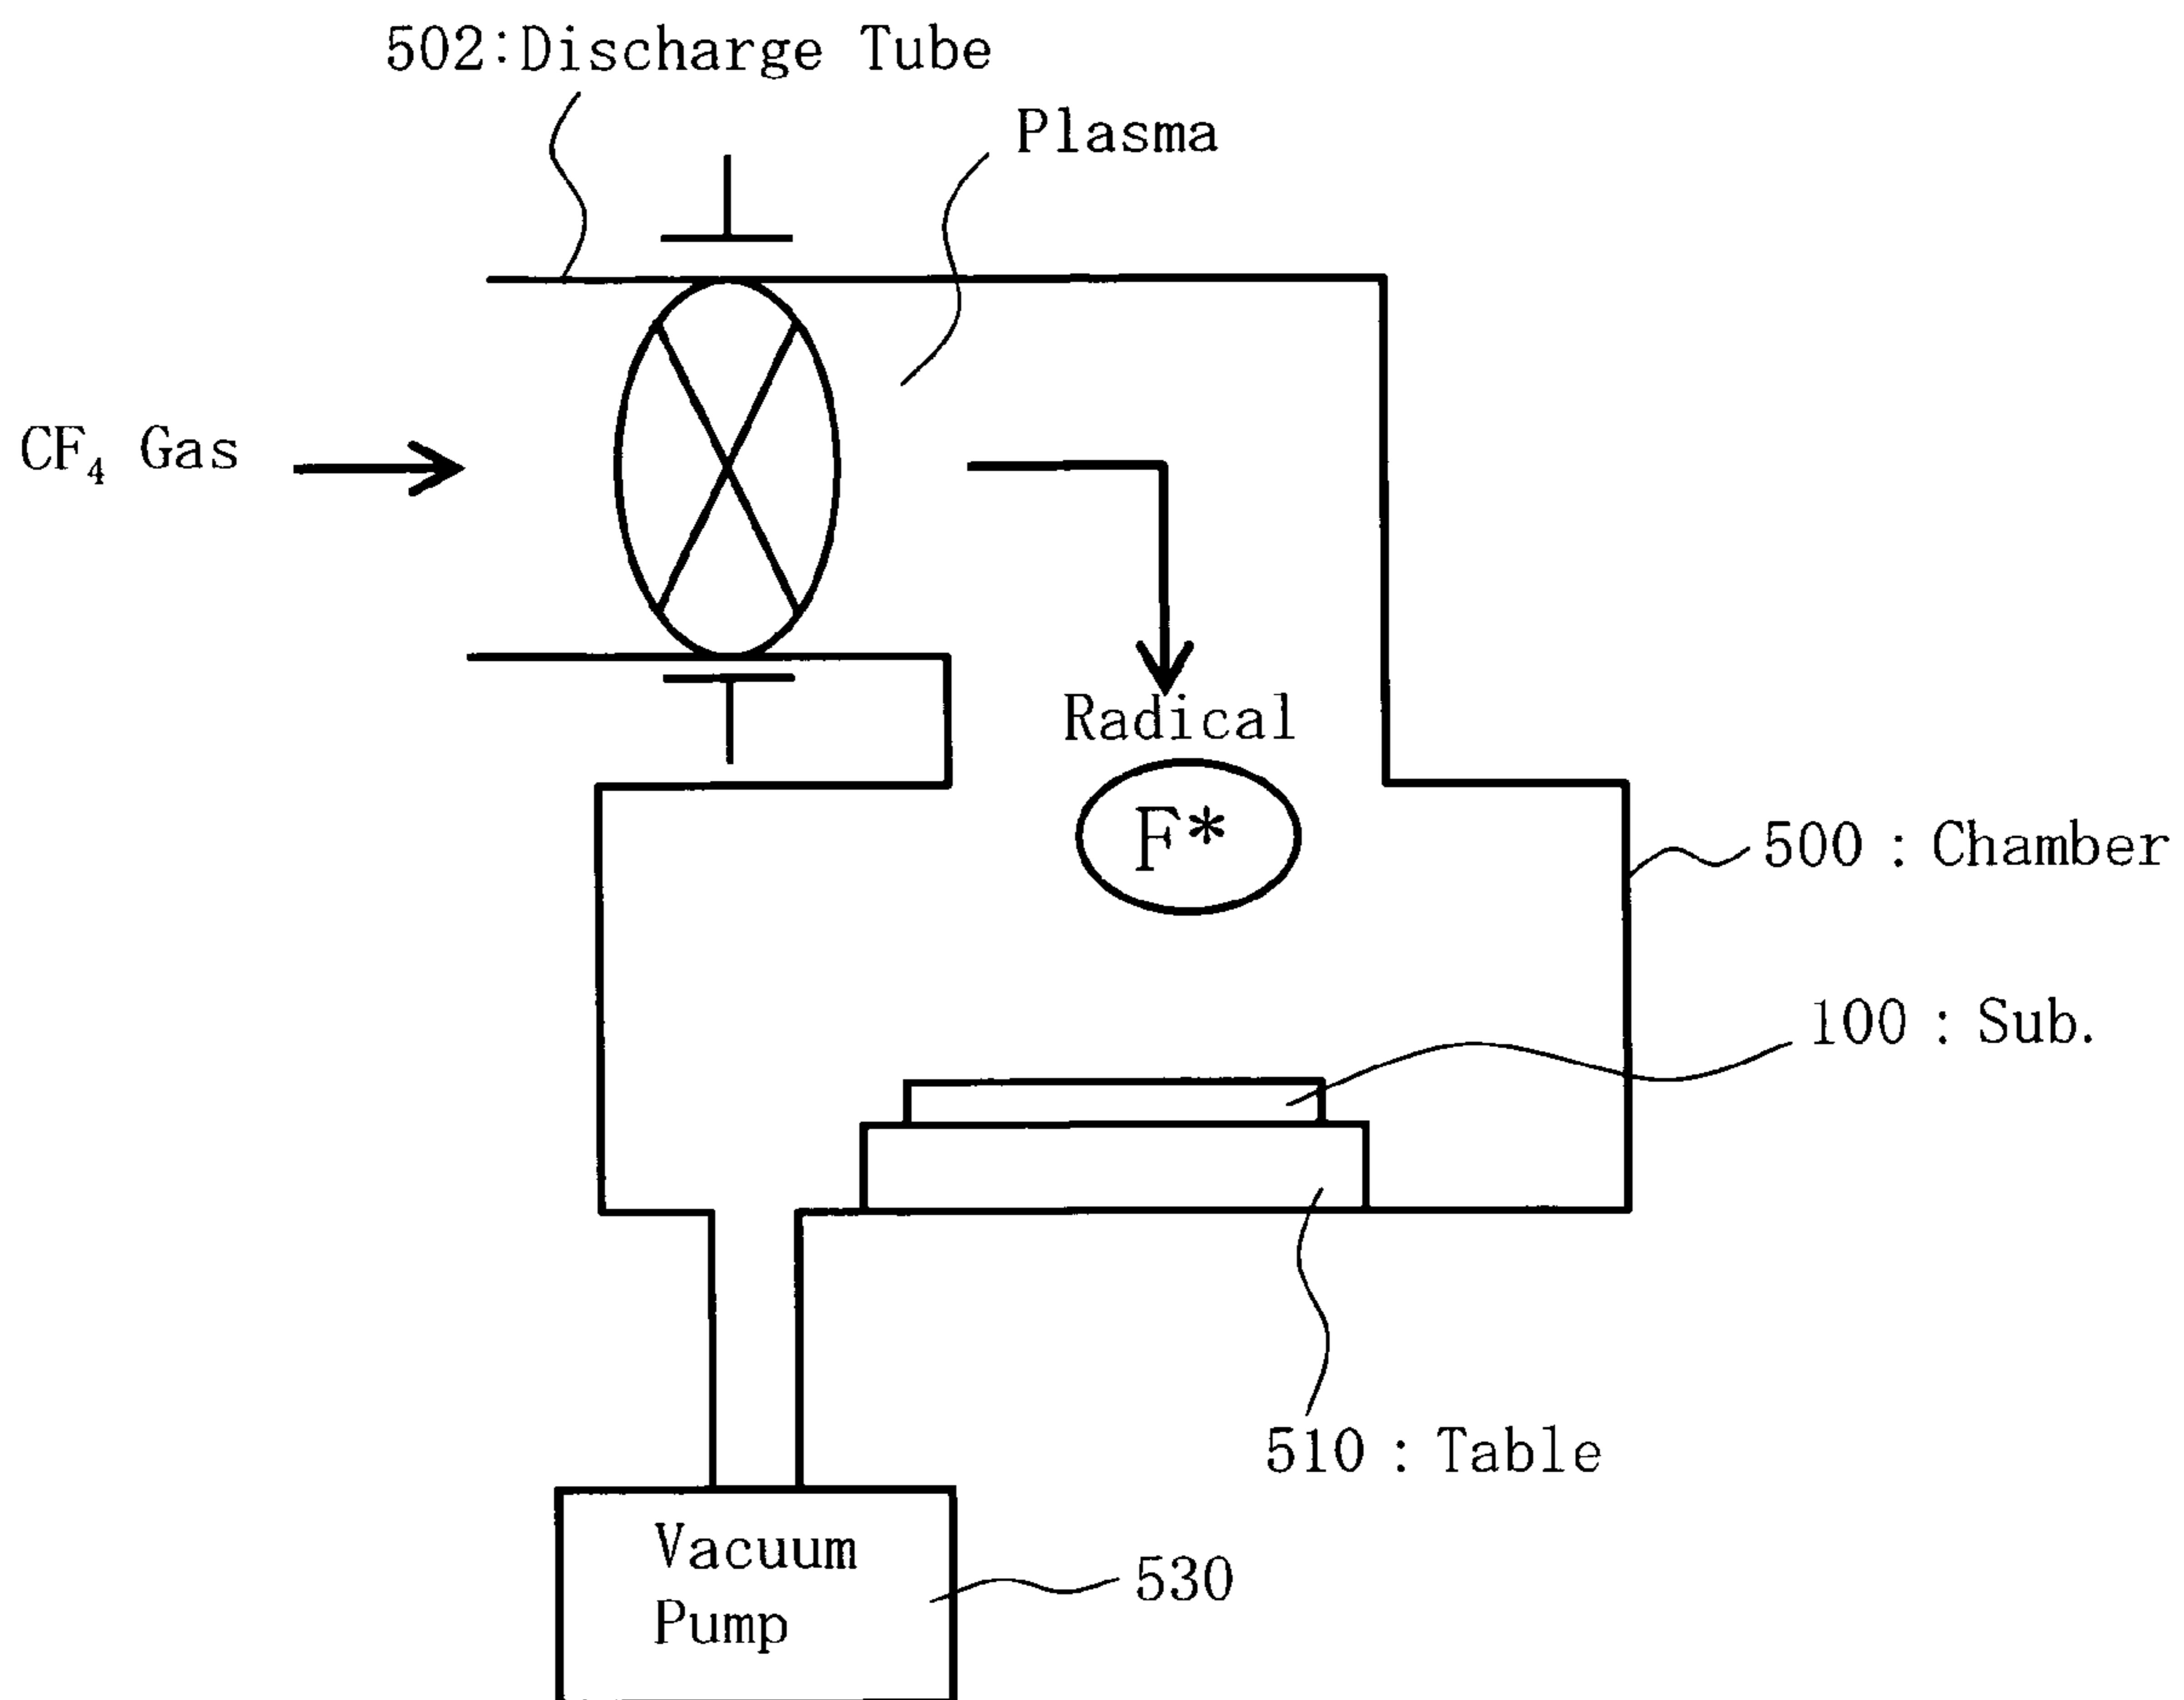 502:Discharge Tube
Plasma
CF₄ Gas
Radical
F*
500 : Chamber
100 : Sub.
510 : Table
Vacuum
Pump
530